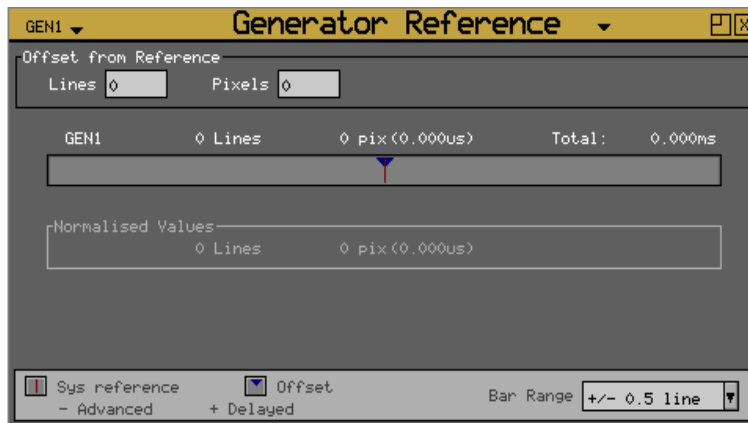 GEN1 Generator Reference
Offset from Reference
Lines 0 Pixels 0
GEN1 0 Lines 0 pix(0.000us) Total: 0.000ms
Normalised Values
0 Lines 0 pix(0.000us)
Sys reference Offset
- Advanced + Delayed
Bar Range +/- 0.5 line